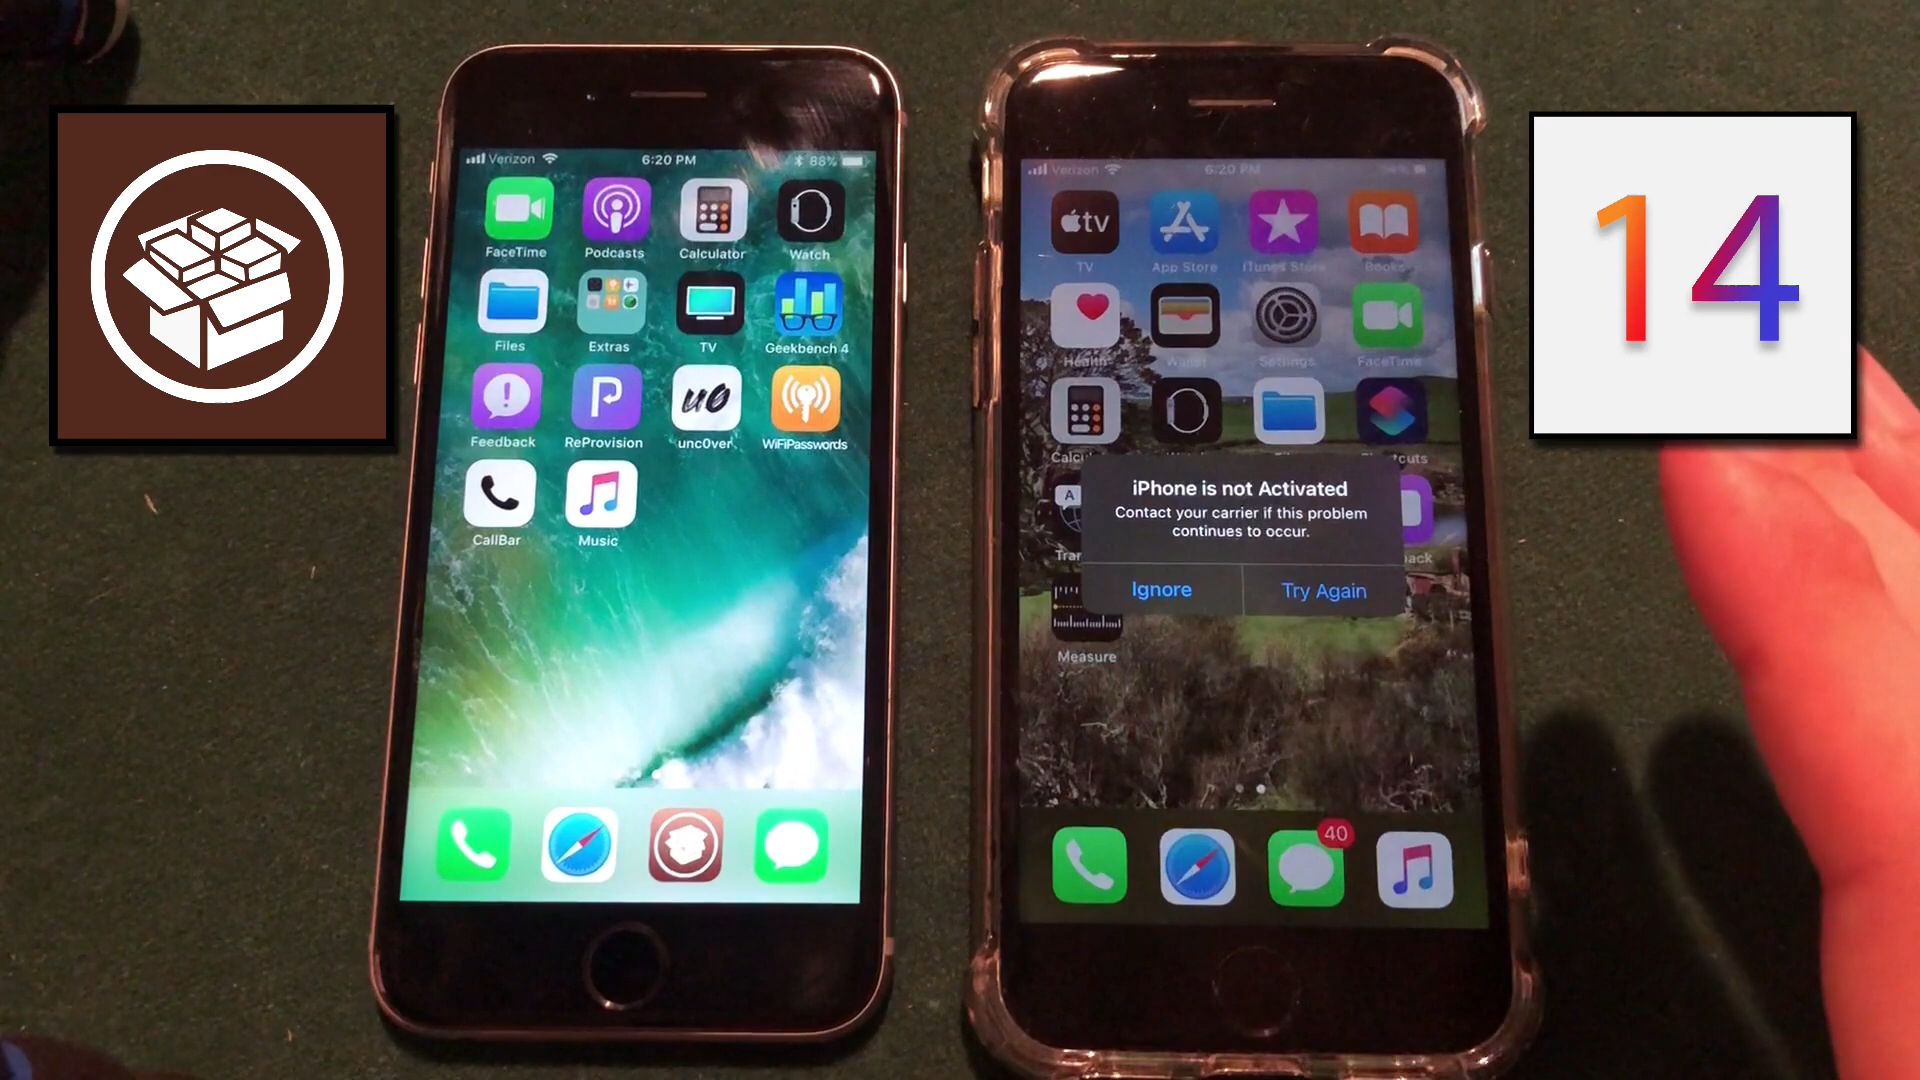 Verizon 6:20 PM 88%
FaceTime Podcasts Calculator Watch
Files Extras TV Geekbench 4
Feedback ReProvision unc0ver WiFiPasswords
u0
CallBar Music
Verizon 6:20 PM
tv
TV App Store iTunes Store Books
Health Wallet Settings FaceTime
iPhone is not Activated
Contact your carrier if this problem
continues to occur.
Ignore Try Again
Measure
40
14